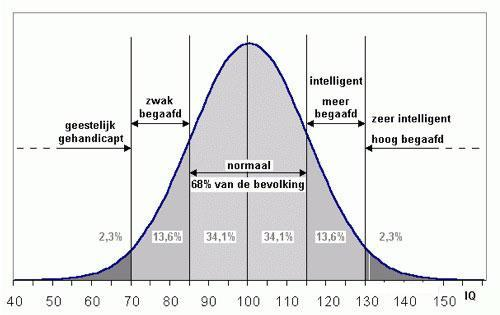 intelligent
zwak
begaafd
meer
begaafd
zeer intelligent
geestelijk
gehandicapt
hoog begaafd
normaal
68% van de bevolking
2,3% 13,6% 34,1% 34,1% 13,6% 2,3%
40 50 60 70 80 90 100 110 120 130 140 150 IQ